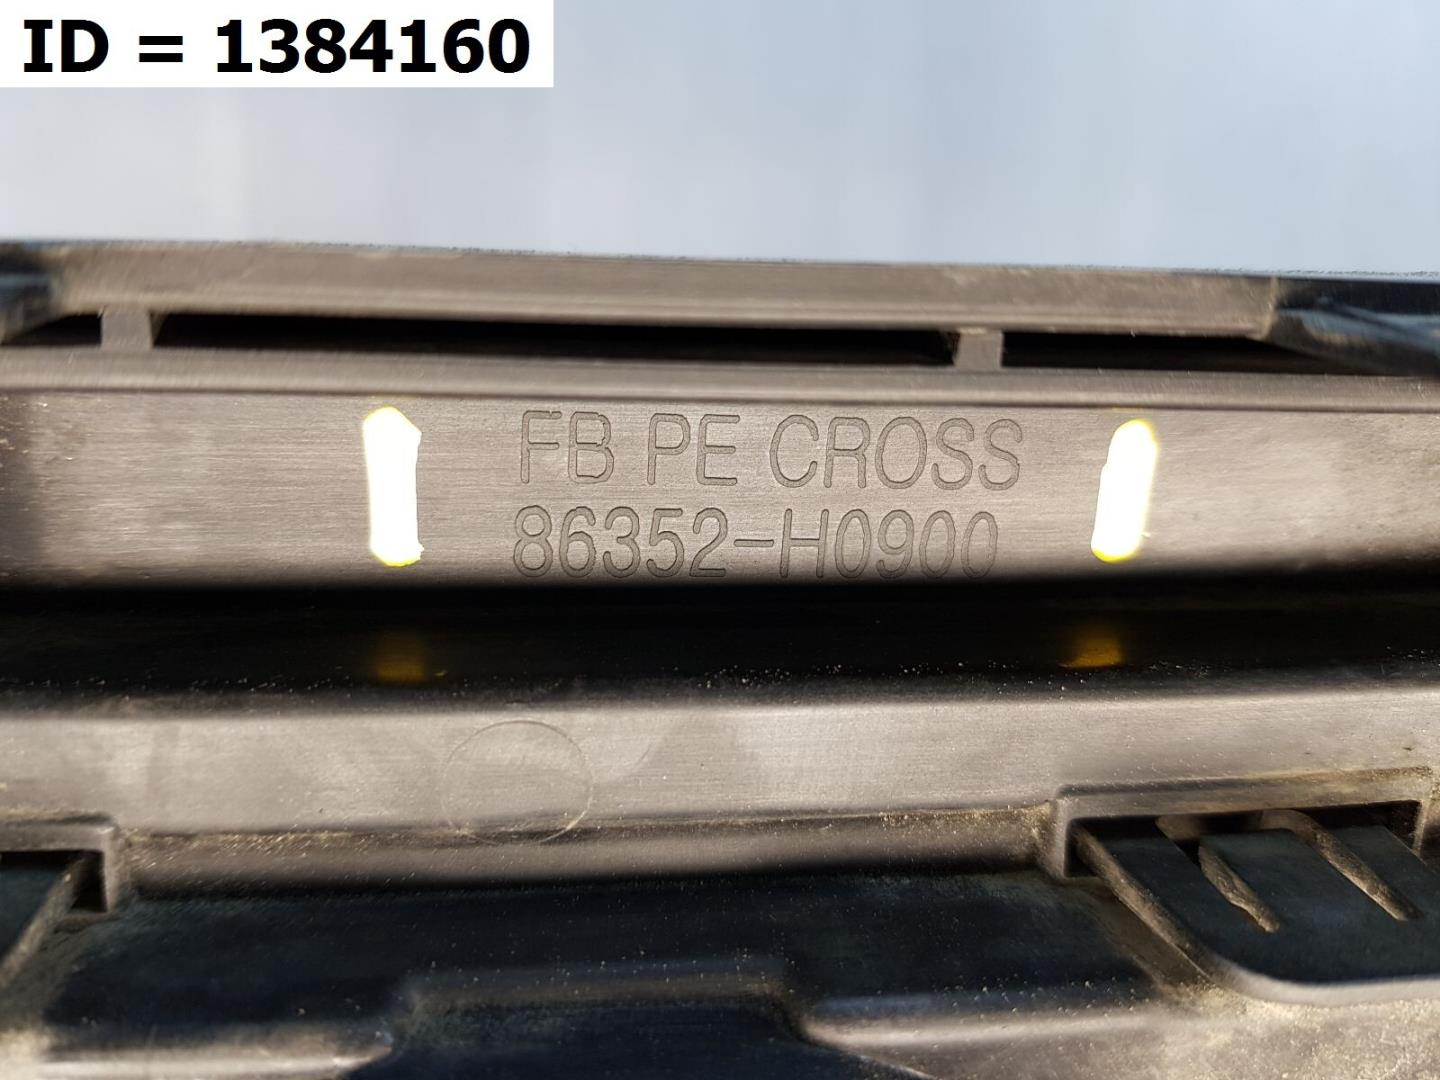 ID = 1384160
FB PE CROSS
86352-H0900